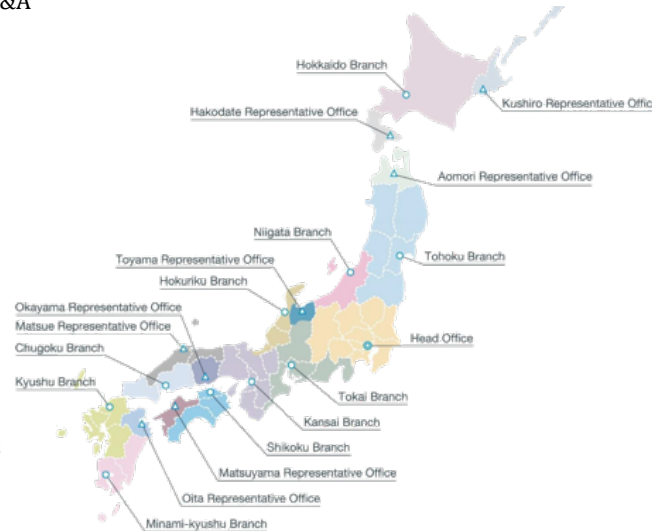 &A
Hokkaido Branch
Kushiro Representative Offic
Hakodate Representative Office
Aomori Representative Office
Niigata Branch
Toyama Representative Office
Tohoku Branch
Hokuriku Branch
Okayama Representative Office
Matsue Representative Office
Head Office
Chugoku Branch
Kyushu Branch
Tokai Branch
Kansai Branch
Shikoku Branch
Matsuyama Representative Office
Oita Representative Office
Minami-kyushu Branch